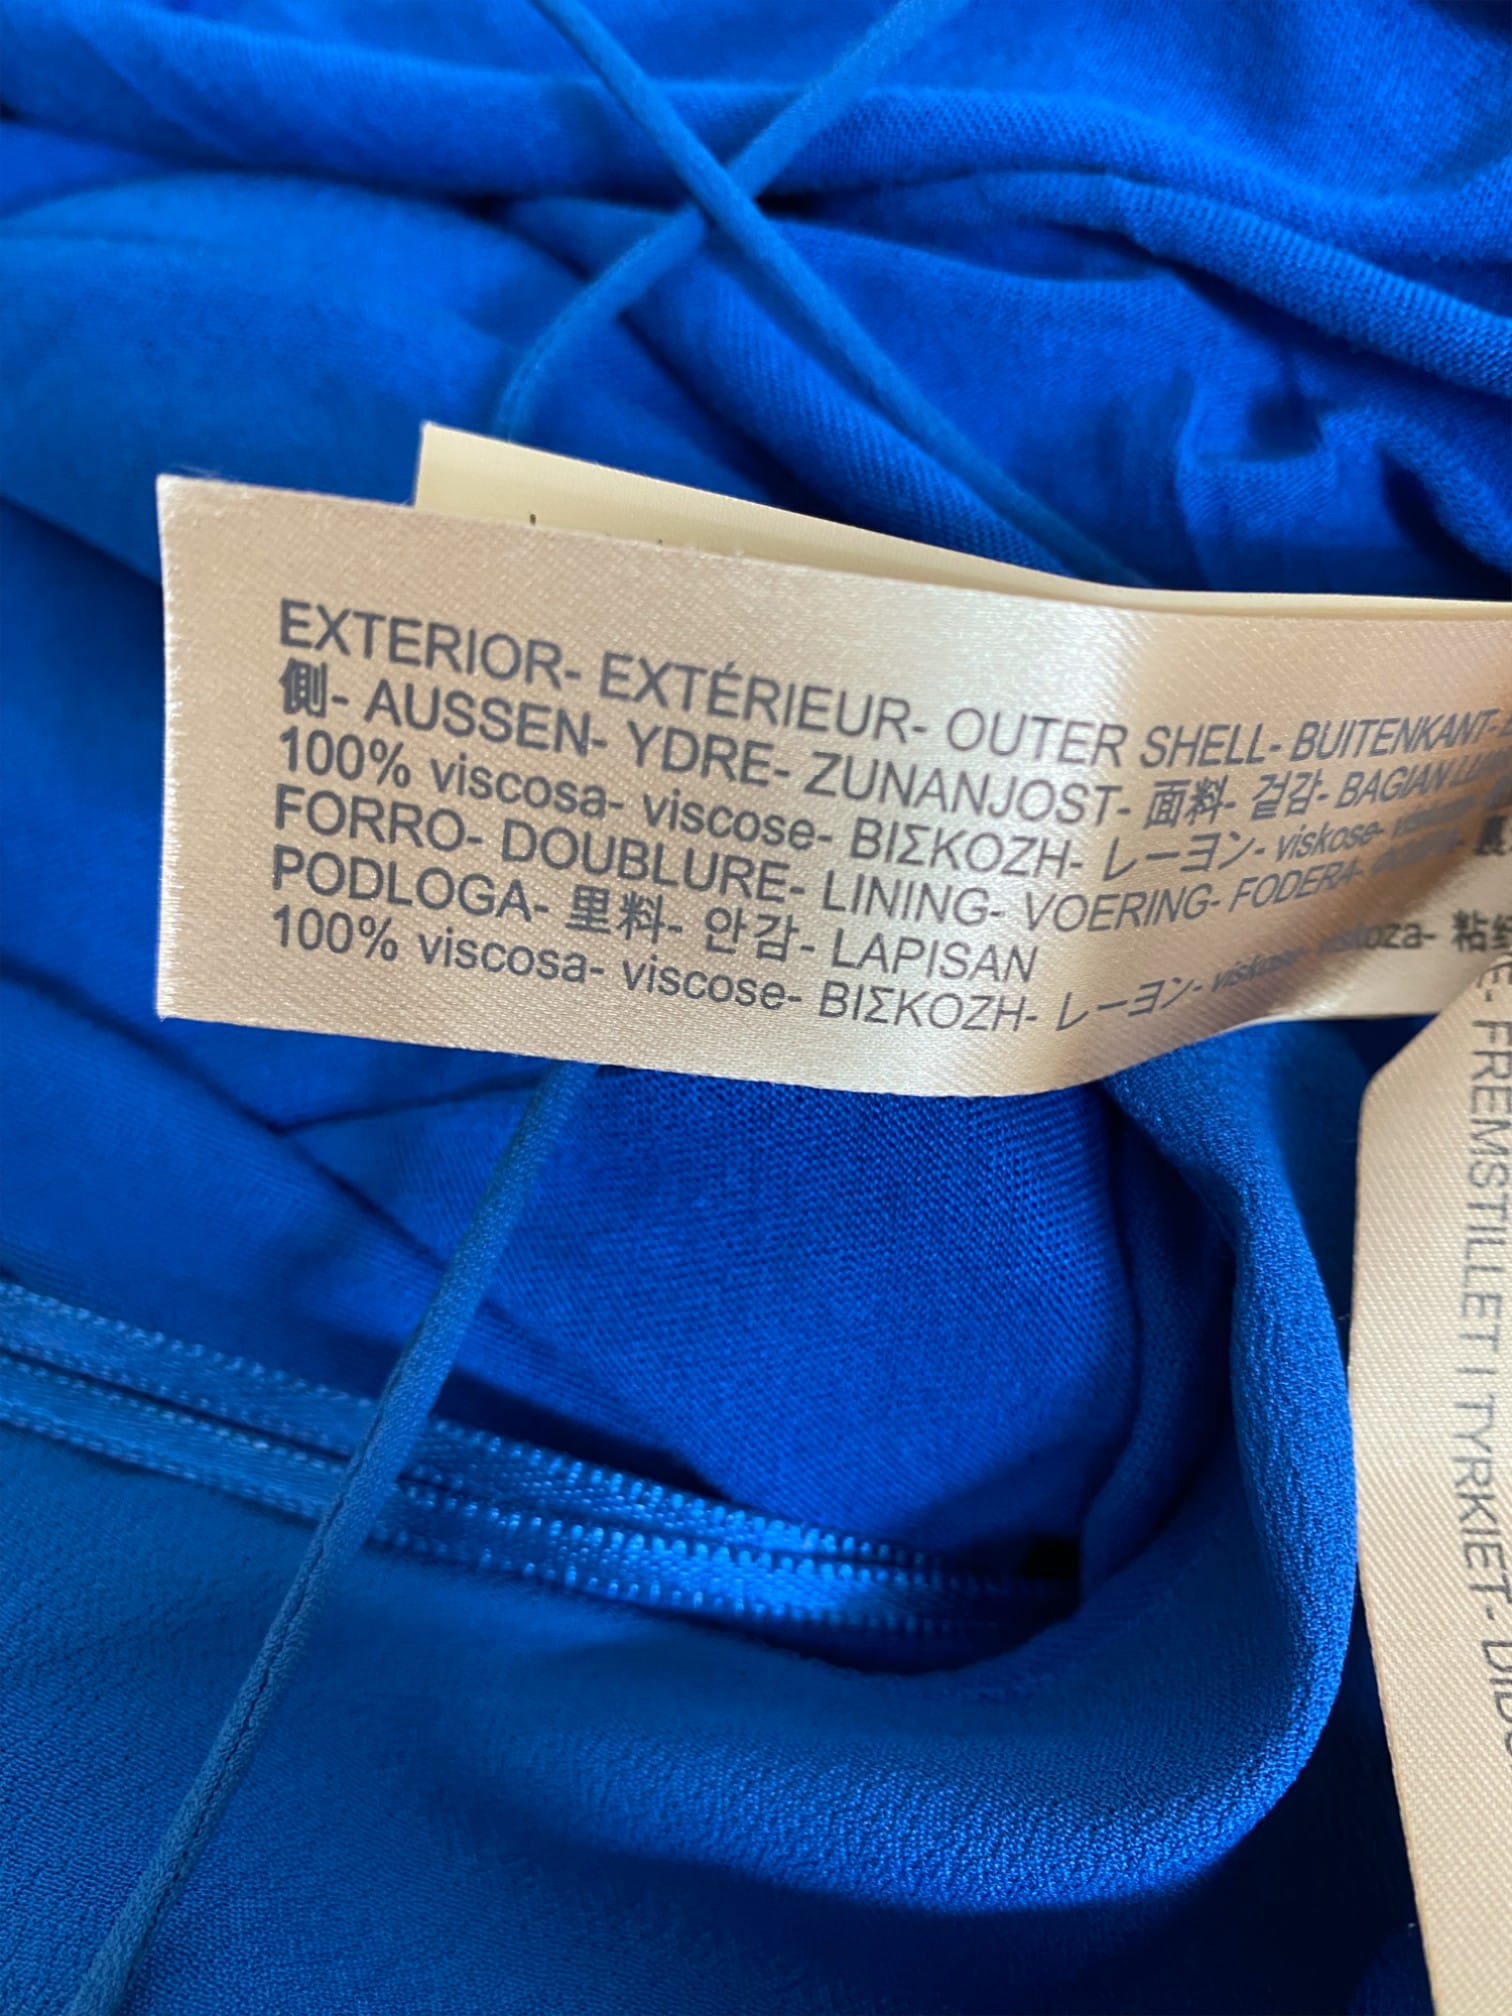 EXTERIOR- EXTÉRIEUR- OUTER SHELL- BUITENKANT-
側- AUSSEN- YDRE- ZUNANJOST- 面料- 겉감- BAGIAN
100% viscosa- viscose- ΒΙΣΚΟΖΗ- レーヨン- viskose-
FORRO- DOUBLURE- LINING- VOERING- FODERA-
PODLOGA- 里料- 안감- LAPISAN
100% viscosa- viscose- ΒΙΣΚΟΖΗ- レーヨン- viskose- viskoza-
FREMSTILLET I TYRKIET-